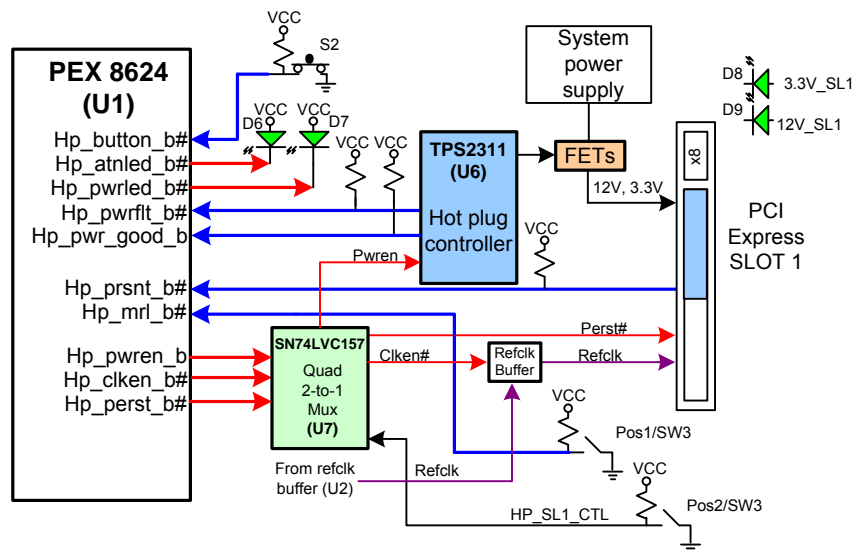 PEX 8624
(U1)
Hp_button_b#
Hp_atnled_b#
Hp_pwrled_b#
Hp_pwrflt_b#
Hp_pwr_good_b
Hp_prsnt_b#
Hp_mrl_b#
Hp_pwren_b
Hp_clken_b#
Hp_perst_b#
VCC
S2
VCC
D6
VCC
D7
VCC
VCC
TPS2311
(U6)
Hot plug
controller
System
power
supply
FETs
12V, 3.3V
D8
3.3V_SL1
D9
12V_SL1
x8
PCI
Express
SLOT 1
VCC
Pwren
SN74LVC157
Quad
2-to-1
Mux
(U7)
Perst#
Clken#
Refclk
Buffer
Refclk
VCC
Pos1/SW3
From refclk
buffer (U2)
Refclk
VCC
Pos2/SW3
HP_SL1_CTL